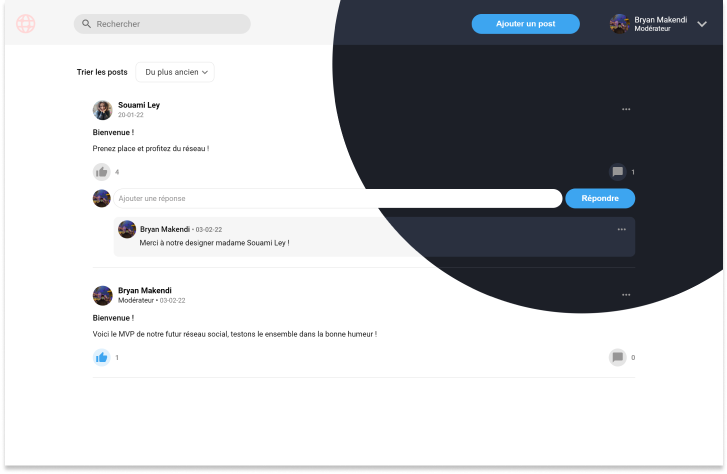 Rechercher
Ajouter un post
Bryan Makendi
Modérateur
Trier les posts
Du plus ancien
Souami Ley
20-01-22
Bienvenue !
Prenez place et profitez du réseau !
4
1
Ajouter une réponse
Répondre
Bryan Makendi • 03-02-22
Merci à notre designer madame Souami Ley !
Bryan Makendi
Modérateur • 03-02-22
Bienvenue !
Voici le MVP de notre futur réseau social, testons le ensemble dans la bonne humeur !
1
0